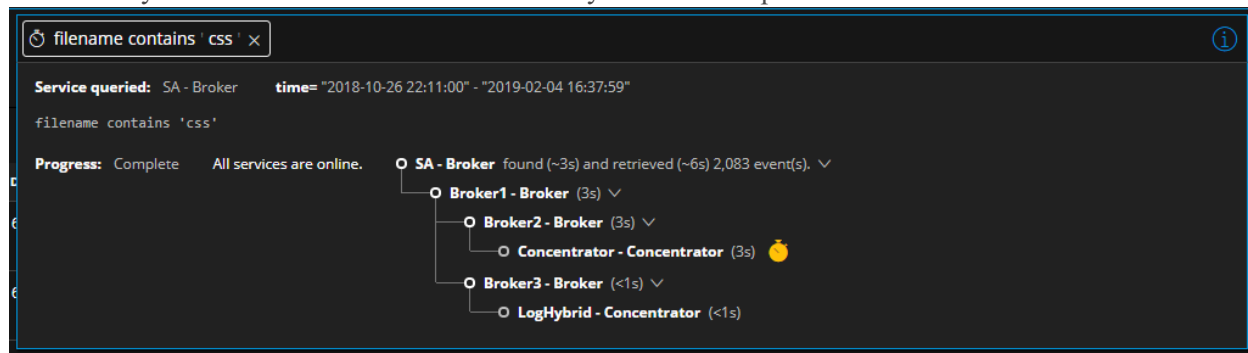 filename contains ' css ' ×
Service queried: SA - Broker time= "2018-10-26 22:11:00" - "2019-02-04 16:37:59"
filename contains 'css'
Progress: Complete All services are online. SA - Broker found (~3s) and retrieved (~6s) 2,083 event(s).
Broker1 - Broker (3s)
Broker2 - Broker (3s)
Concentrator - Concentrator (3s)
Broker3 - Broker (<1s)
LogHybrid - Concentrator (<1s)